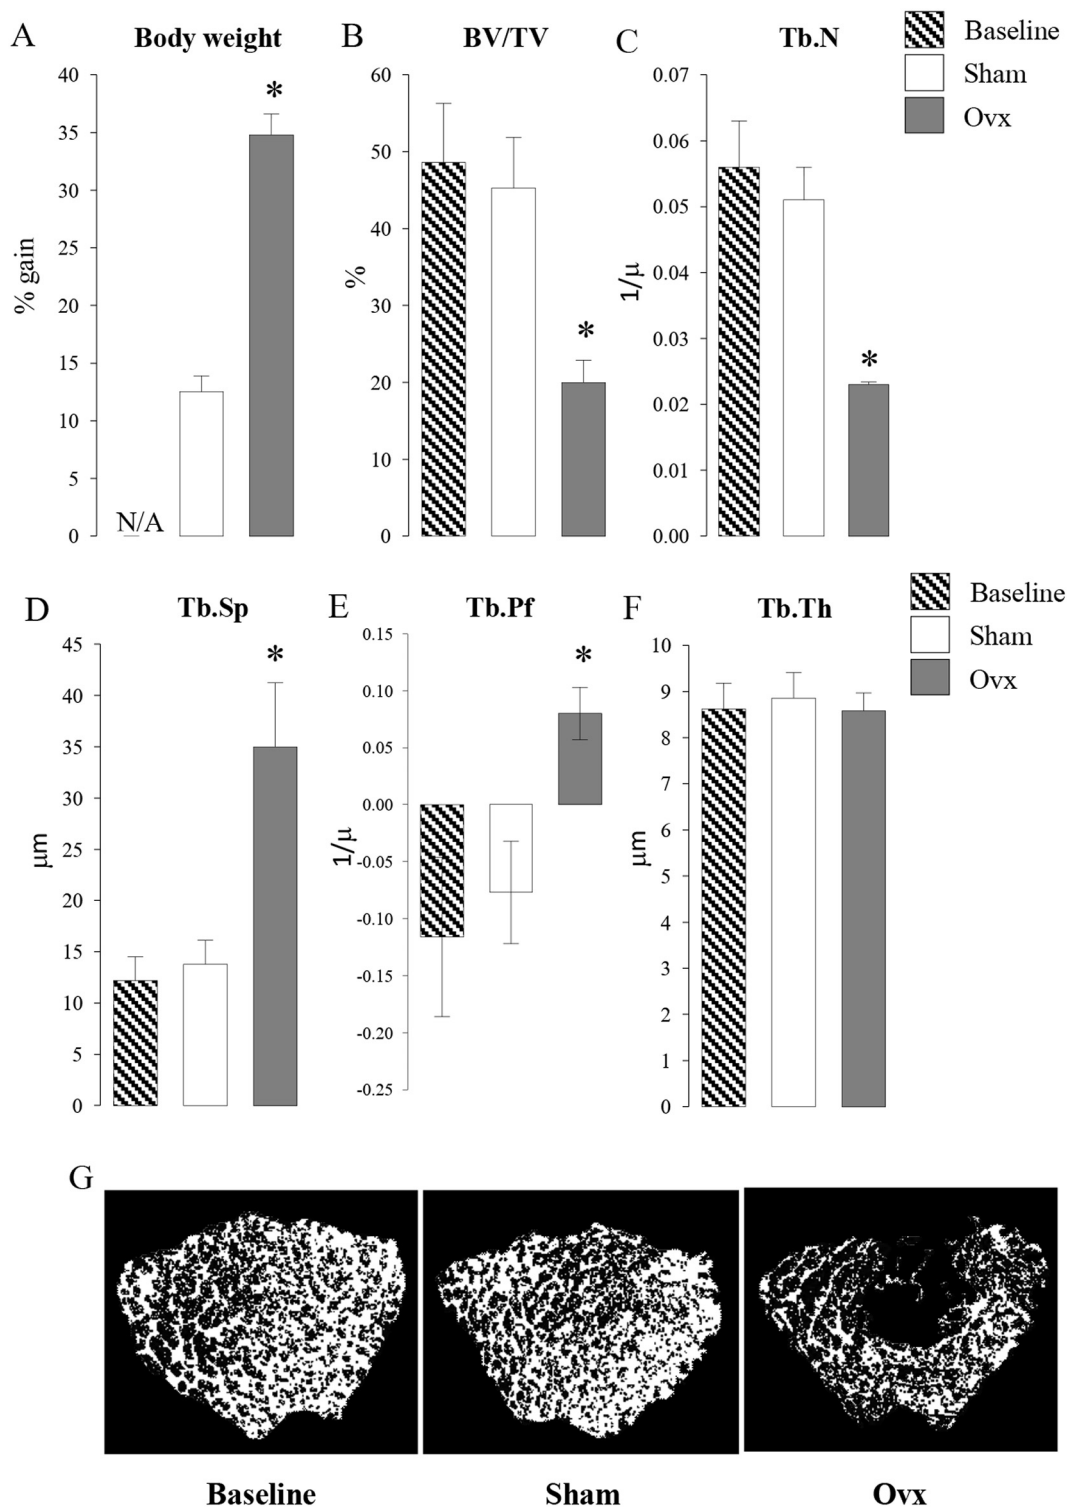 A
Body weight
% gain
40
35
30
25
20
15
10
5
0
N/A
*
B
BV/TV
%
60
50
40
30
20
10
0
*
C
Tb.N
1/μ
0.07
0.06
0.05
0.04
0.03
0.02
0.01
0.00
*
Baseline
Sham
Ovx
D
Tb.Sp
μm
45
40
35
30
25
20
15
10
5
0
*
E
Tb.Pf
1/μ
0.15
0.10
0.05
0.00
-0.05
-0.10
-0.15
-0.20
-0.25
*
F
Tb.Th
μm
10
9
8
7
6
5
4
3
2
1
0
Baseline
Sham
Ovx
G
Baseline
Sham
Ovx